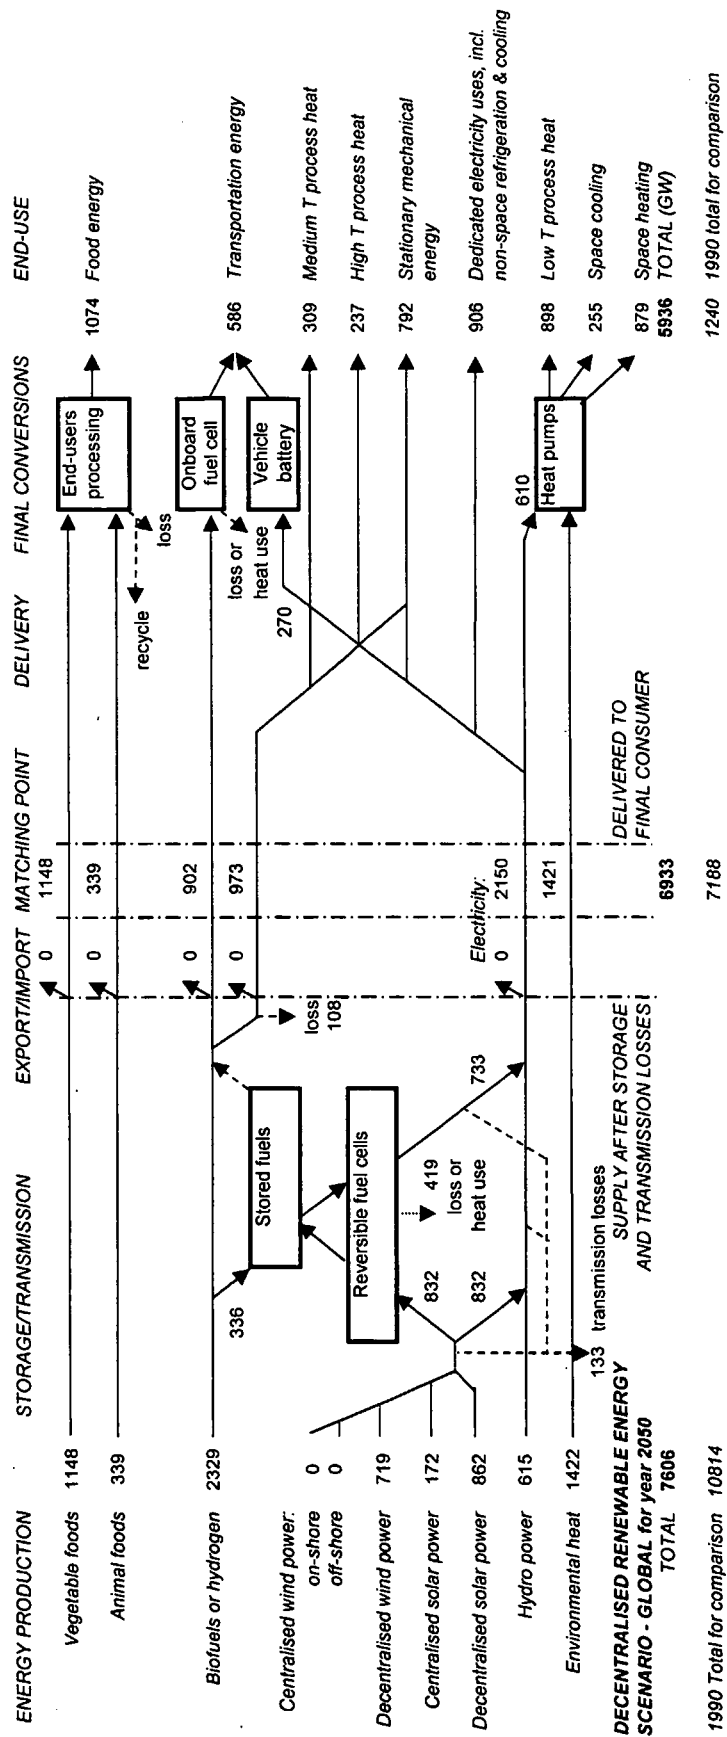 ENERGY PRODUCTION
STORAGE/TRANSMISSION
EXPORT/IMPORT
MATCHING POINT
DELIVERY
FINAL CONVERSIONS
END-USE
Vegetable foods 1148
0
1148
End-users
processing
1074 Food energy
Animal foods 339
0
339
recycle
loss
Biofuels or hydrogen 2329
336
Stored fuels
0
902
Onboard
fuel cell
586 Transportation energy
loss or
heat use
Vehicle
battery
270
loss
108
0
973
Centralised wind power:
on-shore 0
off-shore 0
Decentralised wind power 719
Centralised solar power 172
Decentralised solar power 862
Reversible fuel cells
832
832
419
loss or
heat use
733
309 Medium T process heat
237 High T process heat
792 Stationary mechanical
energy
906 Dedicated electricity uses, incl.
non-space refrigeration & cooling
Hydro power 615
Electricity:
0
2150
610
Heat pumps
898 Low T process heat
255 Space cooling
879 Space heating
Environmental heat 1422
1421
133 transmission losses
DECENTRALISED RENEWABLE ENERGY
SCENARIO - GLOBAL for year 2050
TOTAL 7606
SUPPLY AFTER STORAGE
AND TRANSMISSION LOSSES
DELIVERED TO
FINAL CONSUMER
6933
5936 TOTAL (GW)
1990 Total for comparison 10814
7188
1240 1990 total for comparison